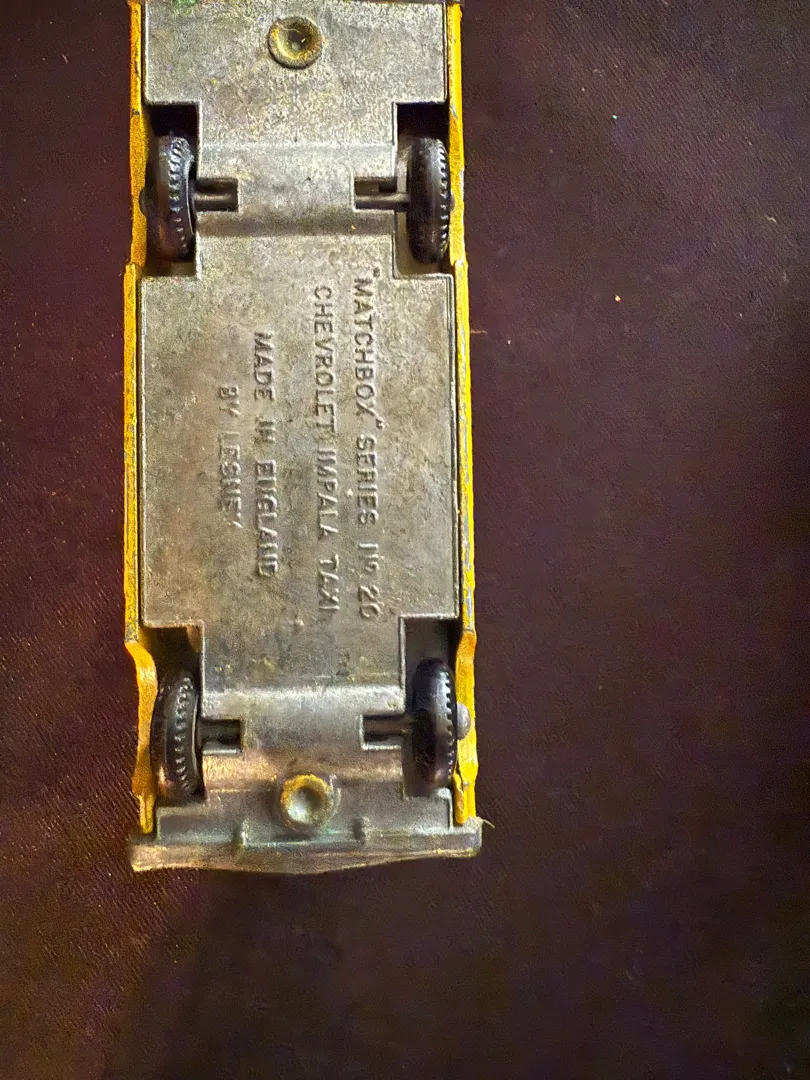 "MATCHBOX" SERIES Nº 20
CHEVROLET IMPALA TAXI
MADE IN ENGLAND
BY LESNEY